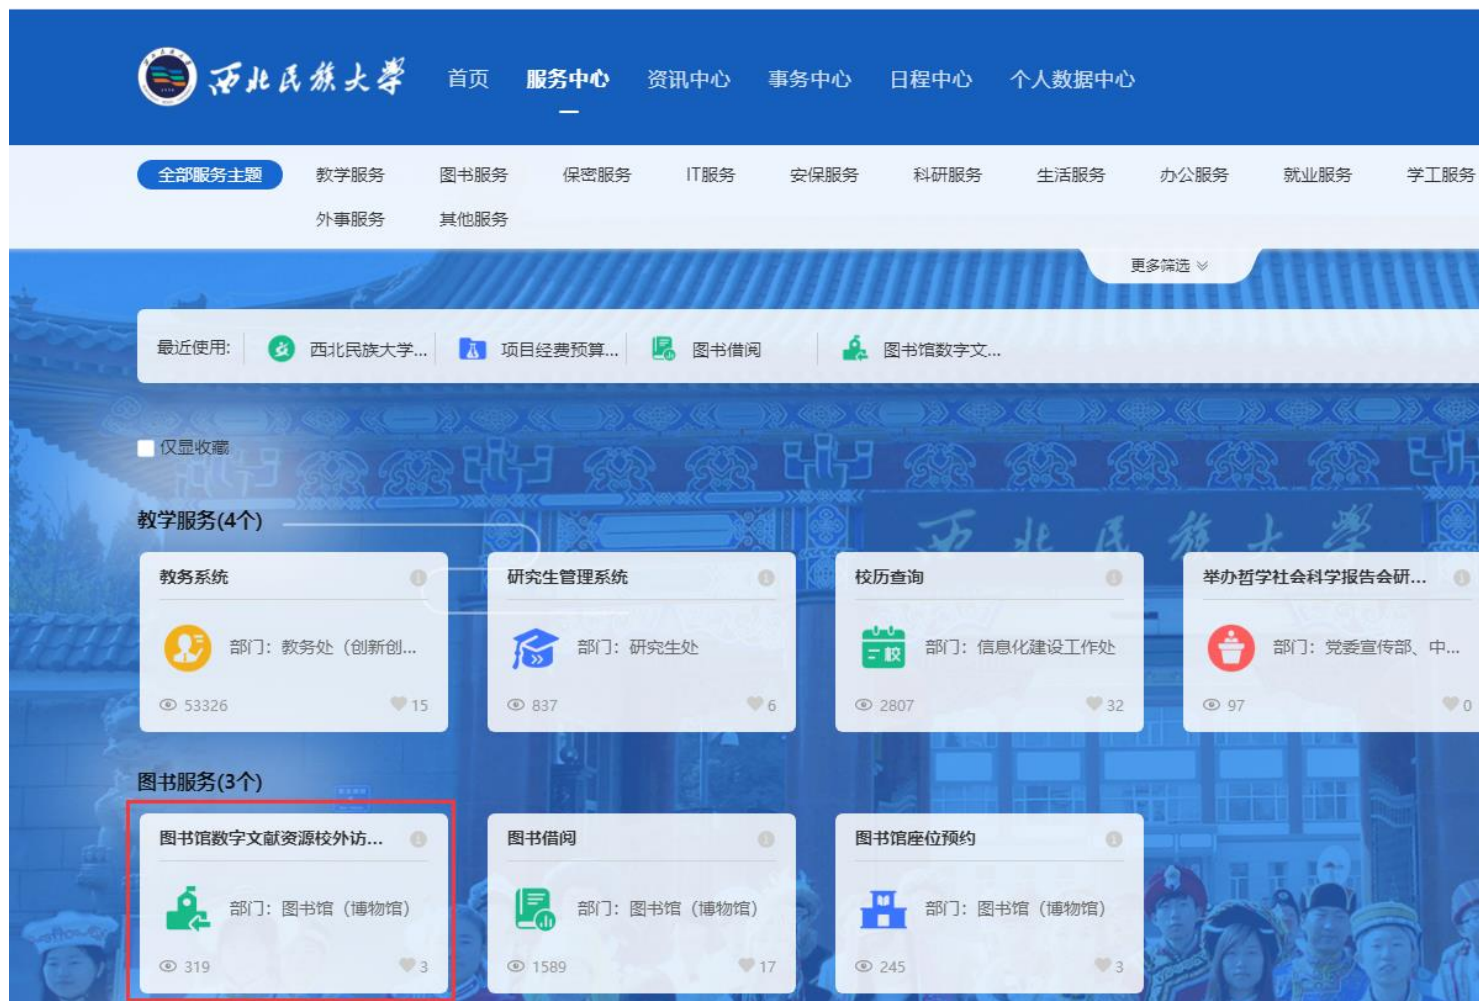 西北民族大学 首页 服务中心 资讯中心 事务中心 日程中心 个人数据中心
全部服务主题 教学服务 图书服务 保密服务 IT服务 安保服务 科研服务 生活服务 办公服务 就业服务 学工服务
外事服务 其他服务
更多筛选
最近使用: 西北民族大学... 项目经费预算... 图书借阅 图书馆数字文...
仅显收藏
西北民族大学
教学服务(4个)
教务系统 研究生管理系统 校历查询 举办哲学社会科学报告会研...
部门：教务处（创新创... 部门：研究生处 校 部门：信息化建设工作处 部门：党委宣传部、中...
53326 15 837 6 2807 32 97 0
图书服务(3个)
图书馆数字文献资源校外访... 图书借阅 图书馆座位预约
部门：图书馆（博物馆） 部门：图书馆（博物馆） 部门：图书馆（博物馆）
319 3 1589 17 245 3